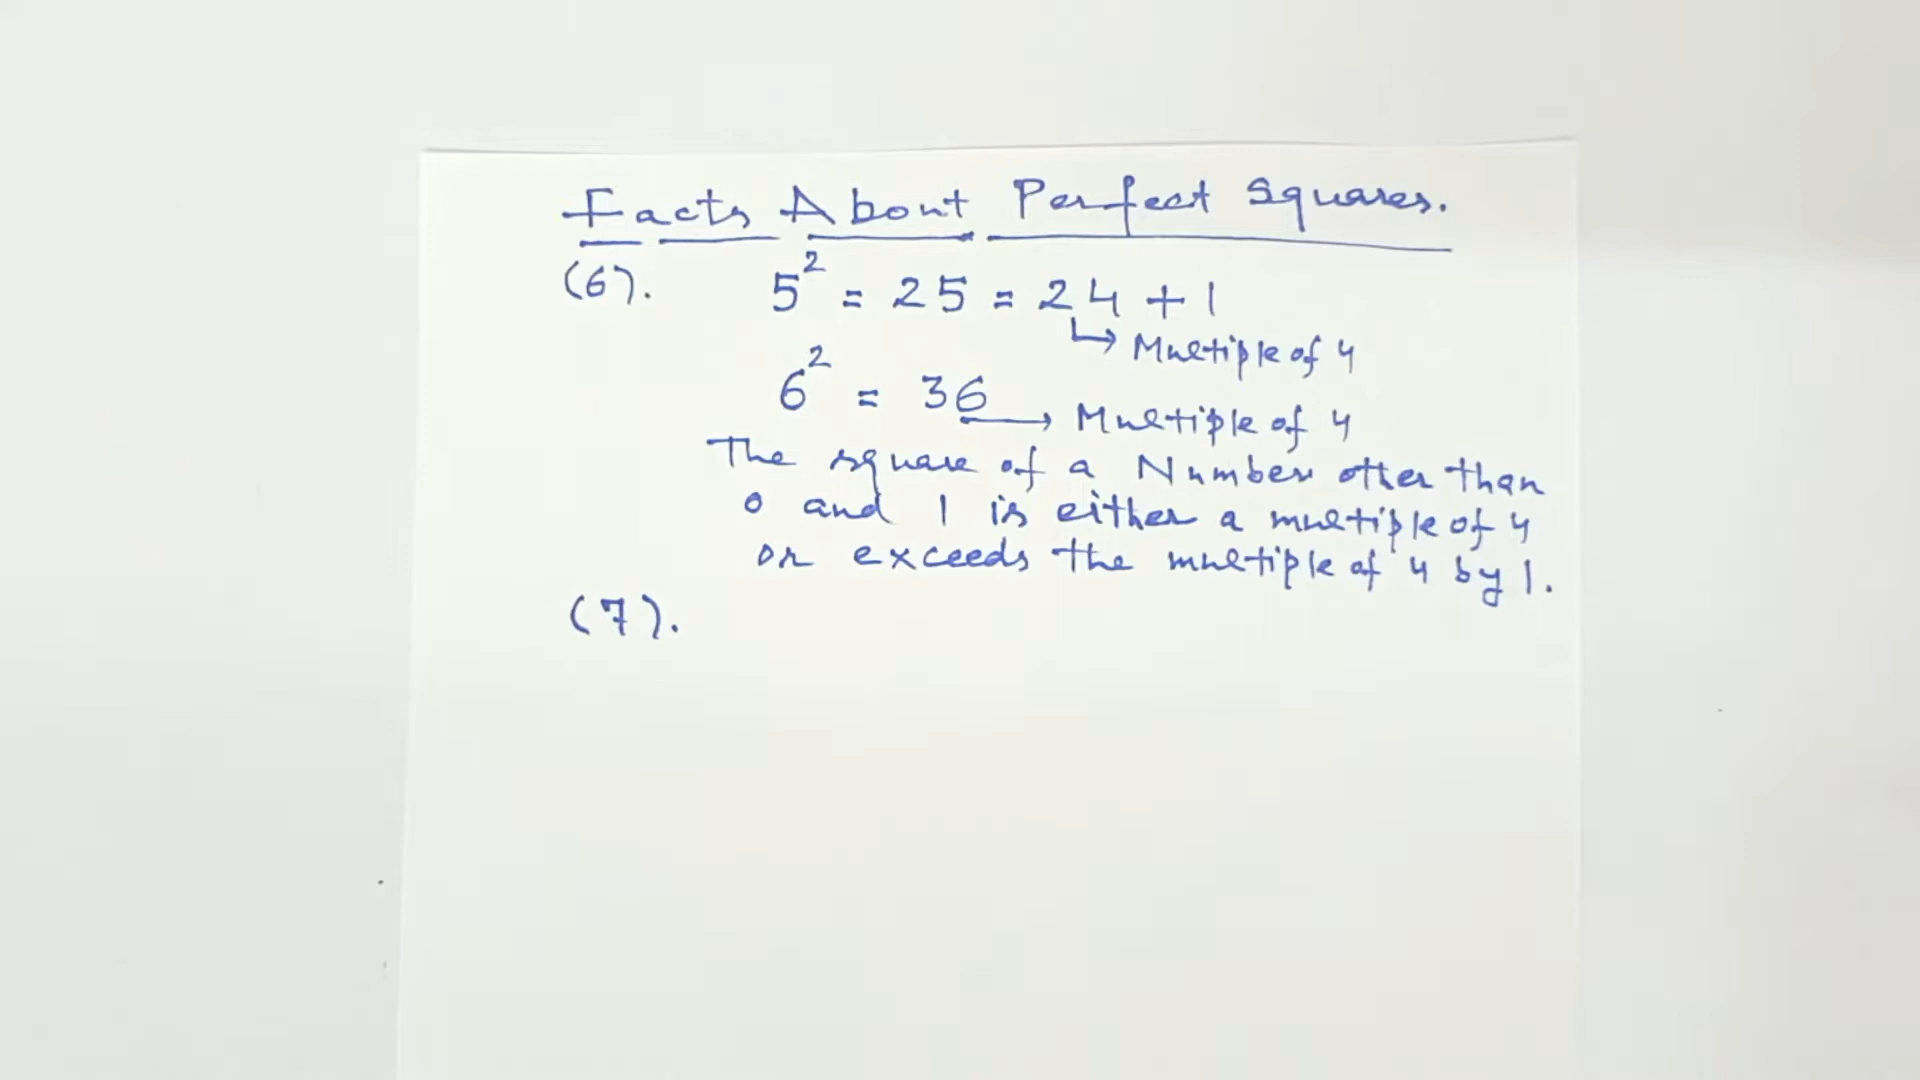 Facts About Perfect Squares.
(6). 5² = 25 = 24 + 1
↳ Multiple of 4
6² = 36 → Multiple of 4
The square of a Number other than
0 and 1 is either a multiple of 4
or exceeds the multiple of 4 by 1.
(7).